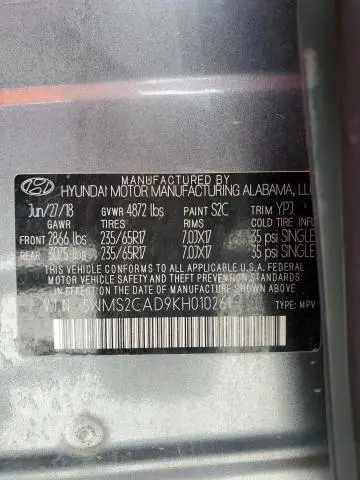 MANUFACTURED BY
HYUNDAI MOTOR MANUFACTURING ALABAMA, LL
Jun/27/18 GVWR 4872 lbs PAINT S2C TRIM YPJ
GAWR TIRES RIMS COLD TIRE INFL
FRONT 2866 lbs 235/65R17 7.0JX17 35 psi SINGLE
REAR 3075 lbs 235/65R17 7.0JX17 35 psi SINGLE
THIS VEHICLE CONFORMS TO ALL APPLICABLE U.S. FEDERAL
MOTOR VEHICLE SAFETY, BUMPER, AND THEFT PREVENTION
STANDARDS IN EFFECT ON THE DATE OF MANUFACTURE SHOWN
ABOVE.
V.I.N 5NMS2CAD9KH01026 TYPE: MPV